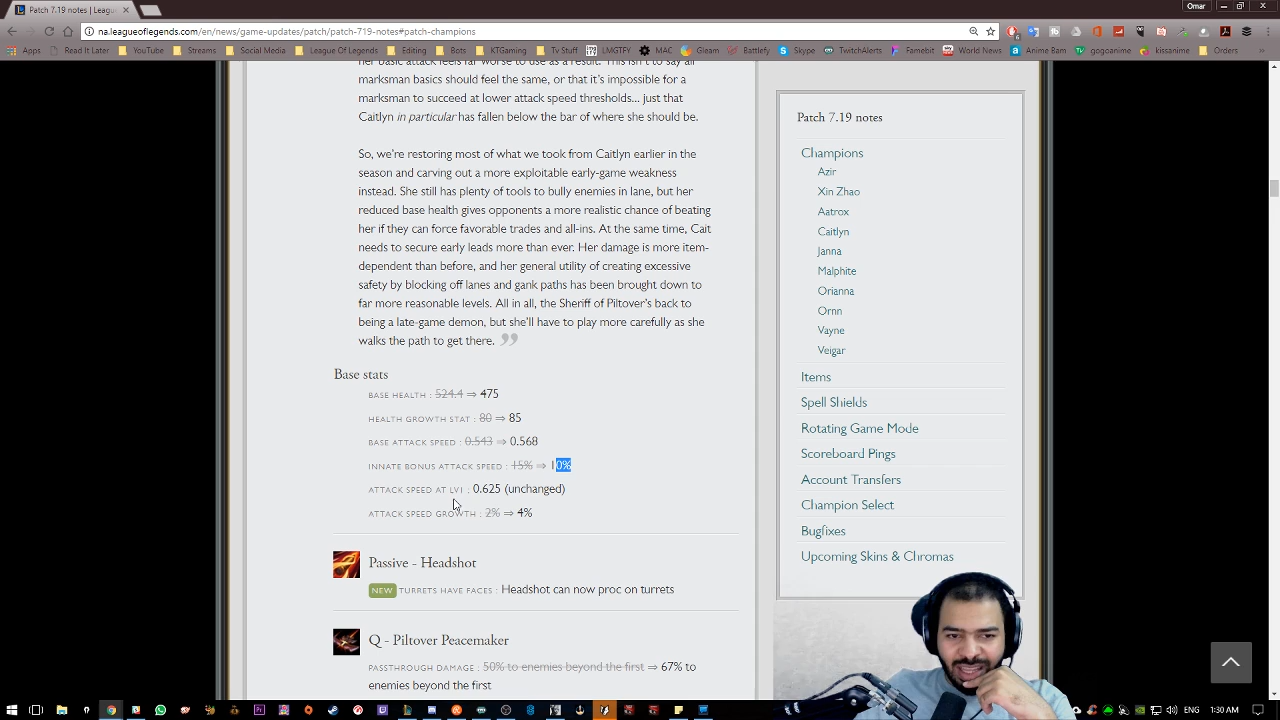 Patch 7.19 notes | Leagu
Omar
na.leagueoflegends.com/en/news/game-updates/patch/patch-719-notes#patch-champions
Apps Read It Later YouTube Streams Social Media League Of Legends Editing Bots KTGaming Tv Stuff LMGTFY MAC Gleam Battlefy Skype TwitchAlerts Famebit World News Anime Bam gogoanime kissanime Orders
her basic attack feels far worse to use as a result. This isn't to say all
marksman basics should feel the same, or that it's impossible for a
marksman to succeed at lower attack speed thresholds... just that
Caitlyn in particular has fallen below the bar of where she should be.
So, we're restoring most of what we took from Caitlyn earlier in the
season and carving out a more exploitable early-game weakness
instead. She still has plenty of tools to bully enemies in lane, but her
reduced base health gives opponents a more realistic chance of beating
her if they can force favorable trades and all-ins. At the same time, Cait
needs to secure early leads more than ever. Her damage is more item-
dependent than before, and her general utility of creating excessive
safety by blocking off lanes and gank paths has been brought down to
far more reasonable levels. All in all, the Sheriff of Piltover's back to
being a late-game demon, but she'll have to play more carefully as she
walks the path to get there. ”
Base stats
BASE HEALTH : 524.4 ⇒ 475
HEALTH GROWTH STAT : 80 ⇒ 85
BASE ATTACK SPEED : 0.543 ⇒ 0.568
INNATE BONUS ATTACK SPEED : 15% ⇒ 10%
ATTACK SPEED AT LV1 : 0.625 (unchanged)
ATTACK SPEED GROWTH : 2% ⇒ 4%
Passive - Headshot
NEW TURRETS HAVE FACES : Headshot can now proc on turrets
Q - Piltover Peacemaker
PASSTHROUGH DAMAGE : 50% to enemies beyond the first ⇒ 67% to
enemies beyond the first
Patch 7.19 notes
Champions
Azir
Xin Zhao
Aatrox
Caitlyn
Janna
Malphite
Orianna
Ornn
Vayne
Veigar
Items
Spell Shields
Rotating Game Mode
Scoreboard Pings
Account Transfers
Champion Select
Bugfixes
Upcoming Skins & Chromas
ENG 1:30 AM